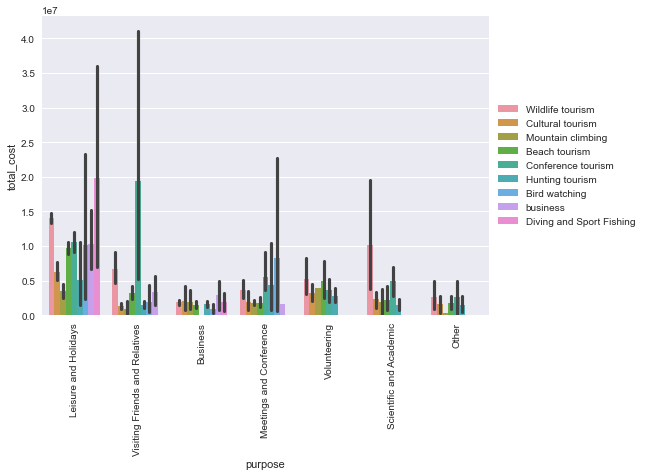 1e7
4.0
3.5
3.0
2.5
2.0
1.5
1.0
0.5
0.0
total_cost
Leisure and Holidays
Visiting Friends and Relatives
Business
Meetings and Conference
Volunteering
Scientific and Academic
Other
purpose
Wildlife tourism
Cultural tourism
Mountain climbing
Beach tourism
Conference tourism
Hunting tourism
Bird watching
business
Diving and Sport Fishing